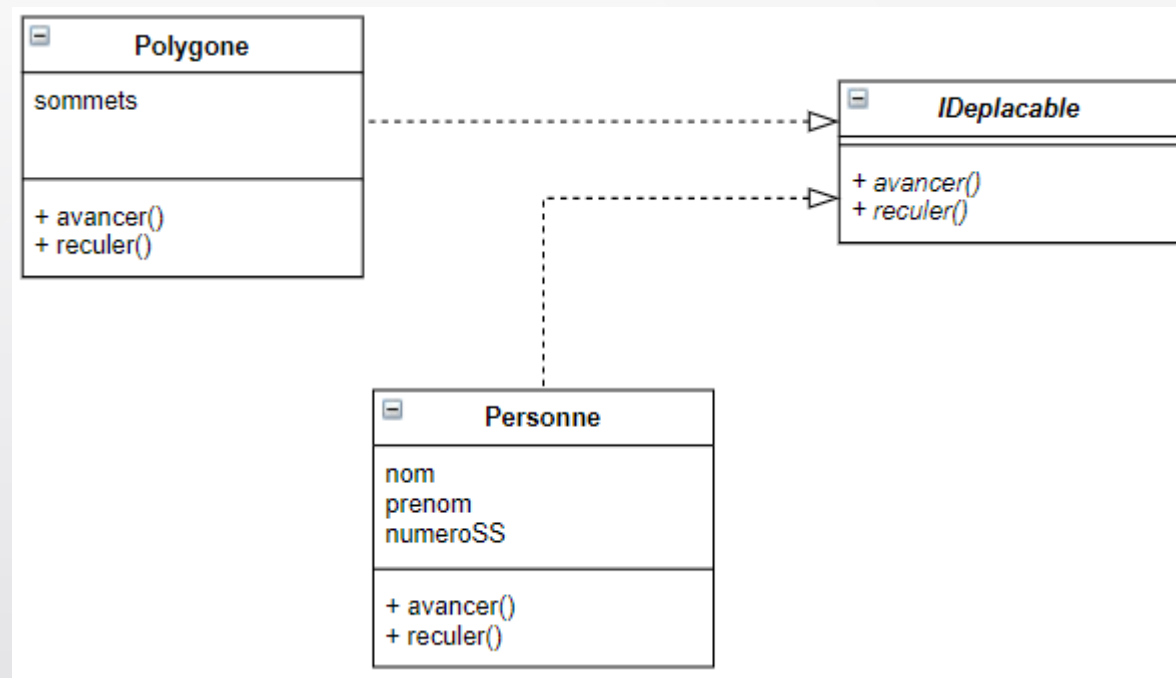 Polygone
sommets
+ avancer()
+ reculer()
IDeplacable
+ avancer()
+ reculer()
Personne
nom
prenom
numeroSS
+ avancer()
+ reculer()